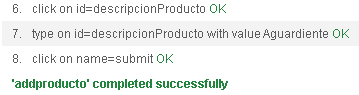 6. click on id=descripcionProducto OK
7. type on id=descripcionProducto with value Aguardiente OK
8. click on name=submit OK
'addproducto' completed successfully